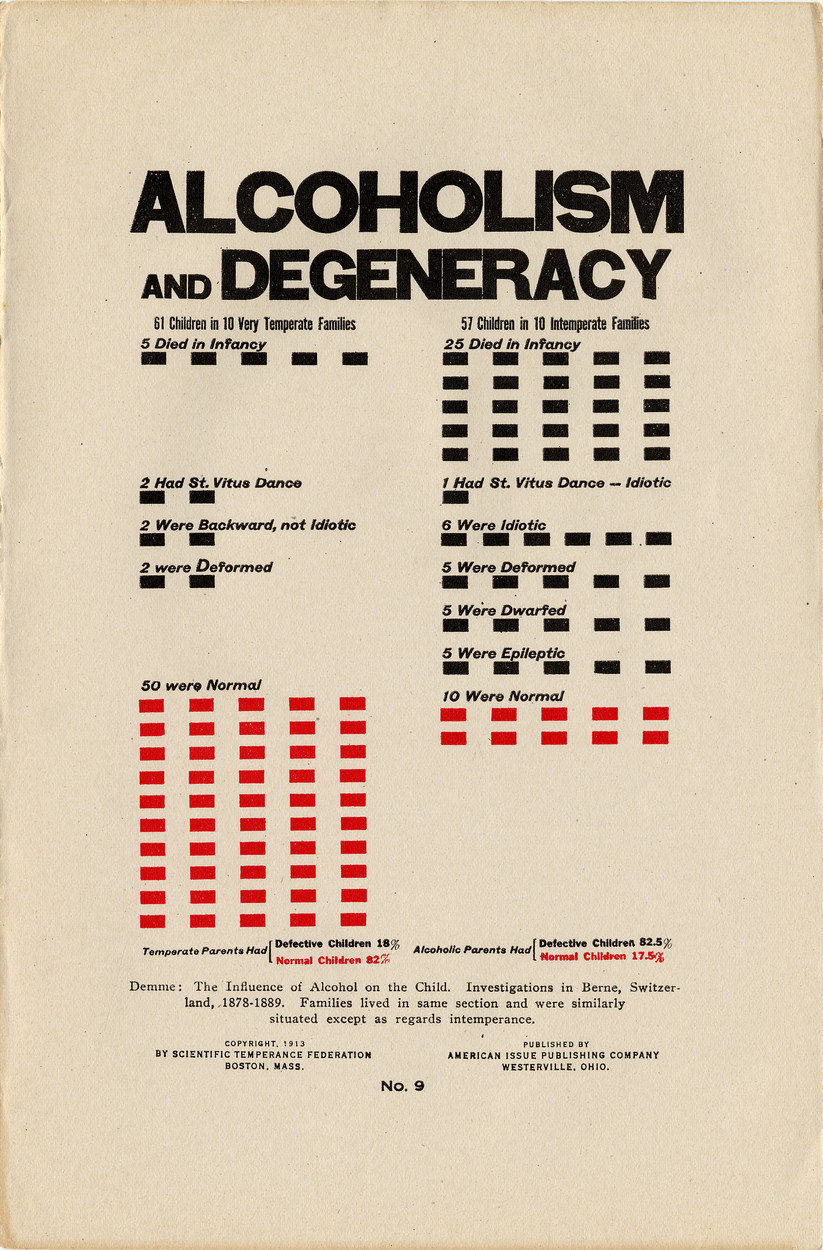 ALCOHOLISM
AND DEGENERACY
61 Children in 10 Very Temperate Families
5 Died in Infancy
2 Had St. Vitus Dance
2 Were Backward, not Idiotic
2 were Deformed
50 were Normal
57 Children in 10 Intemperate Families
25 Died in Infancy
1 Had St. Vitus Dance — Idiotic
6 Were Idiotic
5 Were Deformed
5 Were Dwarfed
5 Were Epileptic
10 Were Normal
Temperate Parents Had [ Defective Children 18%
Normal Children 82%
Alcoholic Parents Had [ Defective Children 82.5%
Normal Children 17.5%
Demme: The Influence of Alcohol on the Child. Investigations in Berne, Switzer-
land, 1878-1889. Families lived in same section and were similarly
situated except as regards intemperance.
COPYRIGHT, 1913
BY SCIENTIFIC TEMPERANCE FEDERATION
BOSTON, MASS.
PUBLISHED BY
AMERICAN ISSUE PUBLISHING COMPANY
WESTERVILLE, OHIO.
No. 9